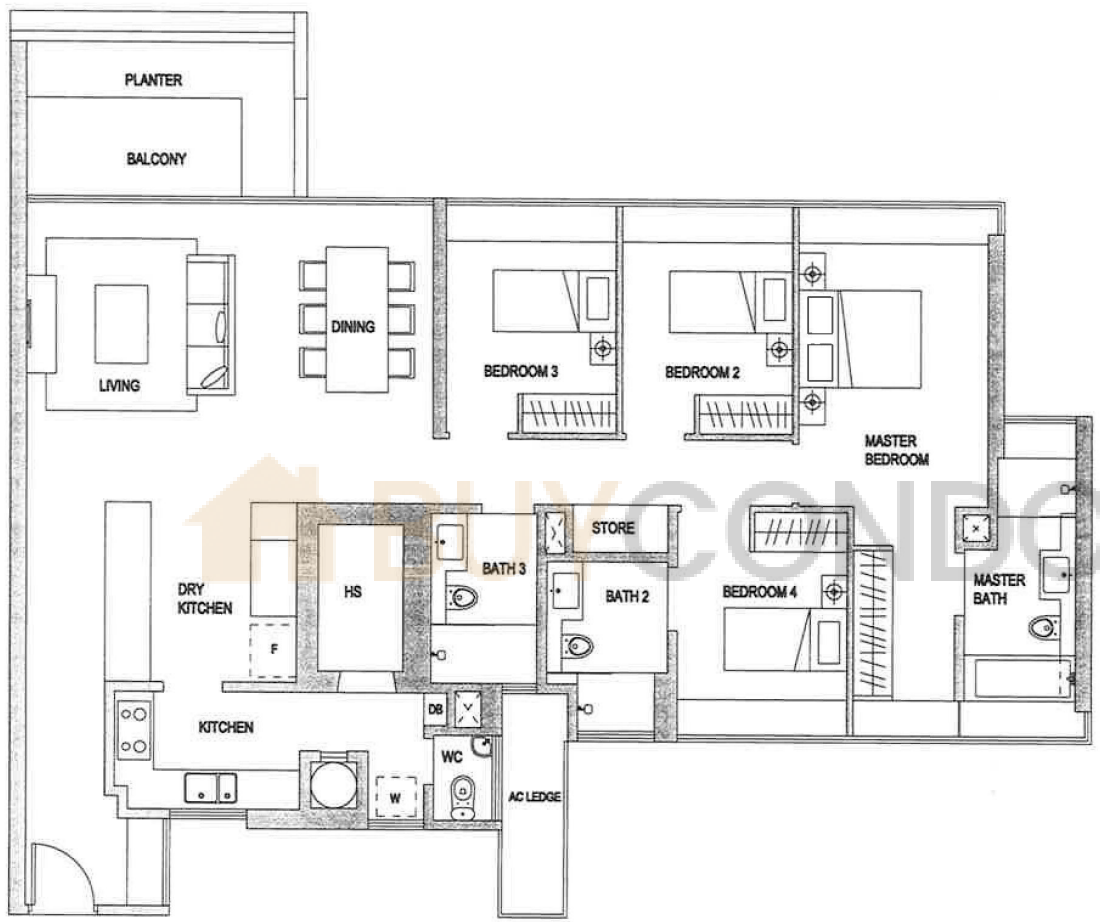 PLANTER
BALCONY
LIVING
DINING
BEDROOM 3
BEDROOM 2
MASTER
BEDROOM
BUYCONDO
STORE
DRY
KITCHEN
HS
BATH 3
BATH 2
BEDROOM 4
MASTER
BATH
F
KITCHEN
DB
WC
W
AC LEDGE